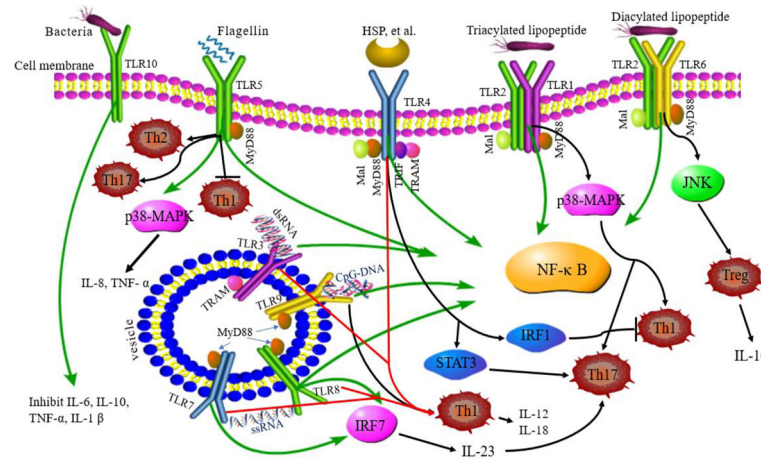 Bacteria
Flagellin
HSP, et al.
Triacylated lipopeptide
Diacylated lipopeptide
Cell membrane
TLR10
TLR5
TLR4
TLR2
TLR1
TLR2
TLR6
MyD88
Mal
MyD88
TRIF
TRAM
Mal
MyD88
Mal
MyD88
Th2
Th17
Th1
p38-MAPK
IL-8, TNF- α
p38-MAPK
JNK
Treg
NF-κ B
dsRNA
TLR3
TRAM
TLR9
CpG-DNA
MyD88
vesicle
TLR7
TLR8
ssRNA
IRF1
Th1
STAT3
Th17
Th1
IL-12
IL-18
IRF7
IL-23
Inhibit IL-6, IL-10,
TNF-α, IL-1 β